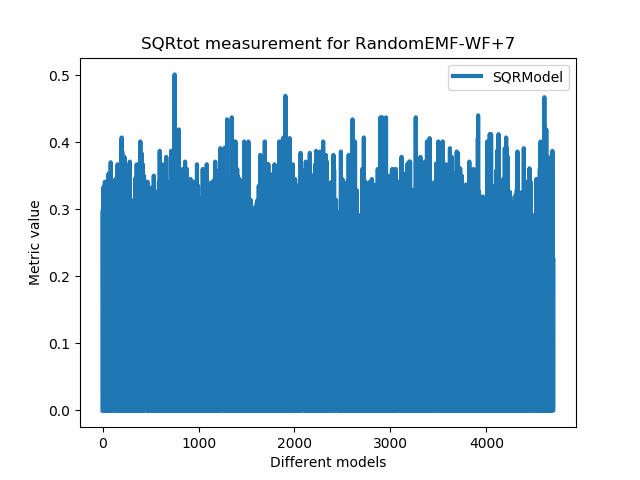 SQRtot measurement for RandomEMF-WF+7
SQRModel
0.5
0.4
0.3
0.2
0.1
0.0
Metric value
0 1000 2000 3000 4000
Different models